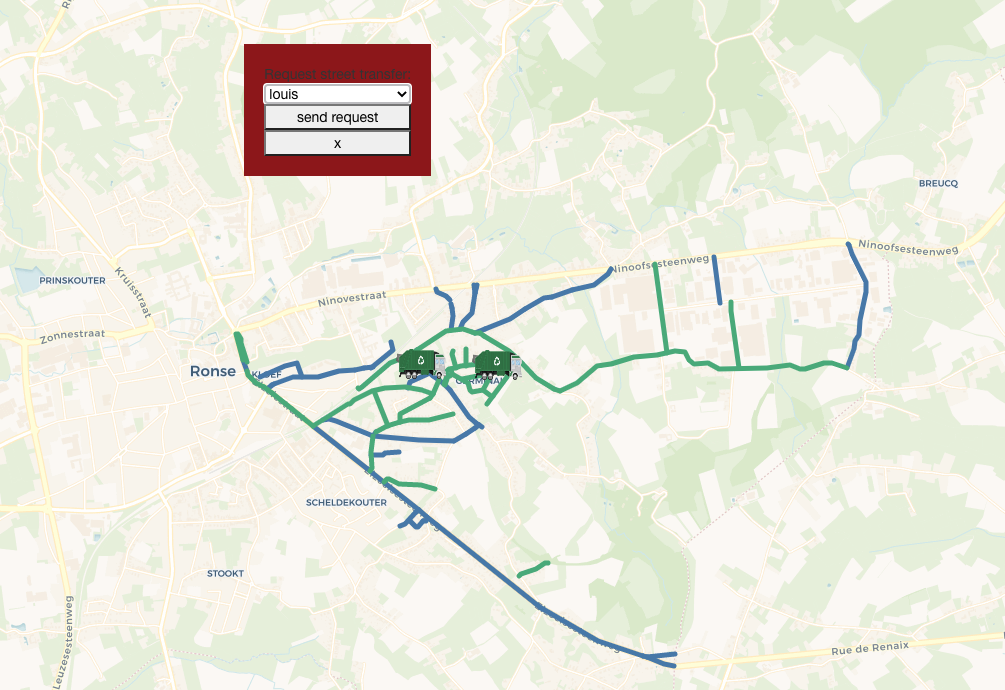 Request street transfer:
louis
send request
x
BREUCQ
Ninoofsesteenweg
Ninoofsesteenweg
PRINSKOUTER
Kruisstraat
Ninovestraat
Zonnestraat
Ronse
KLOEF
SCHELDEKOUTER
STOOKT
Leuzesesteenweg
Rue de Renaix